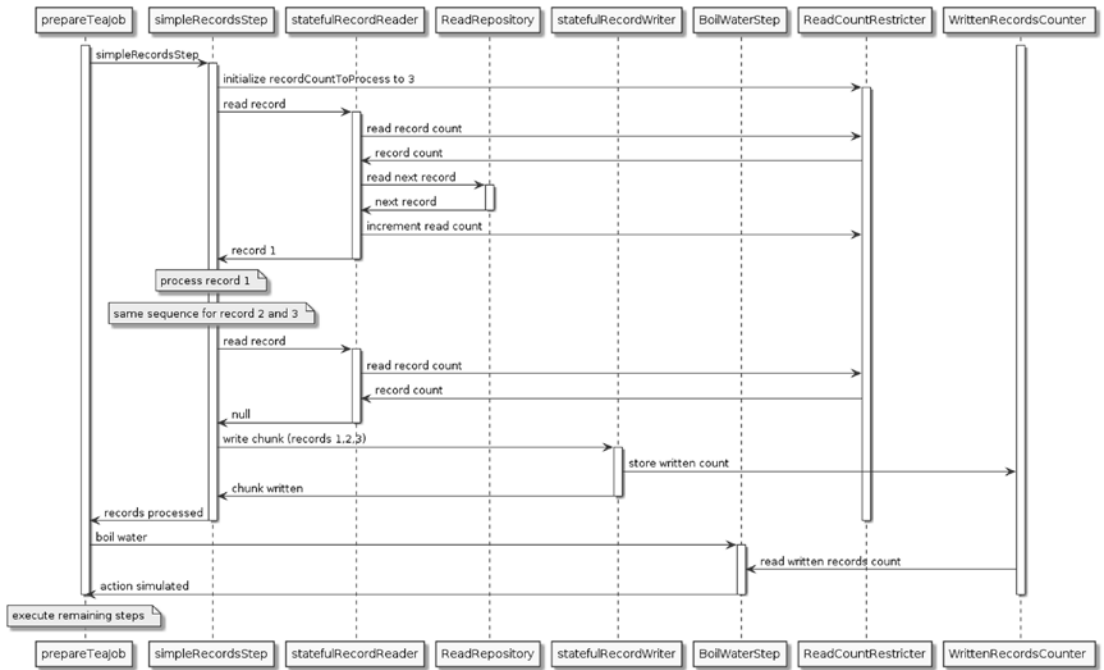 prepareTeaJob simpleRecordsStep statefulRecordReader ReadRepository statefulRecordWriter BoilWaterStep ReadCountRestricter WrittenRecordsCounter
simpleRecordsStep
initialize recordCountToProcess to 3
read record
read record count
record count
read next record
next record
increment read count
record 1
process record 1
same sequence for record 2 and 3
read record
read record count
record count
null
write chunk (records 1,2,3)
store written count
chunk written
records processed
boil water
read written records count
action simulated
execute remaining steps
prepareTeaJob simpleRecordsStep statefulRecordReader ReadRepository statefulRecordWriter BoilWaterStep ReadCountRestricter WrittenRecordsCounter